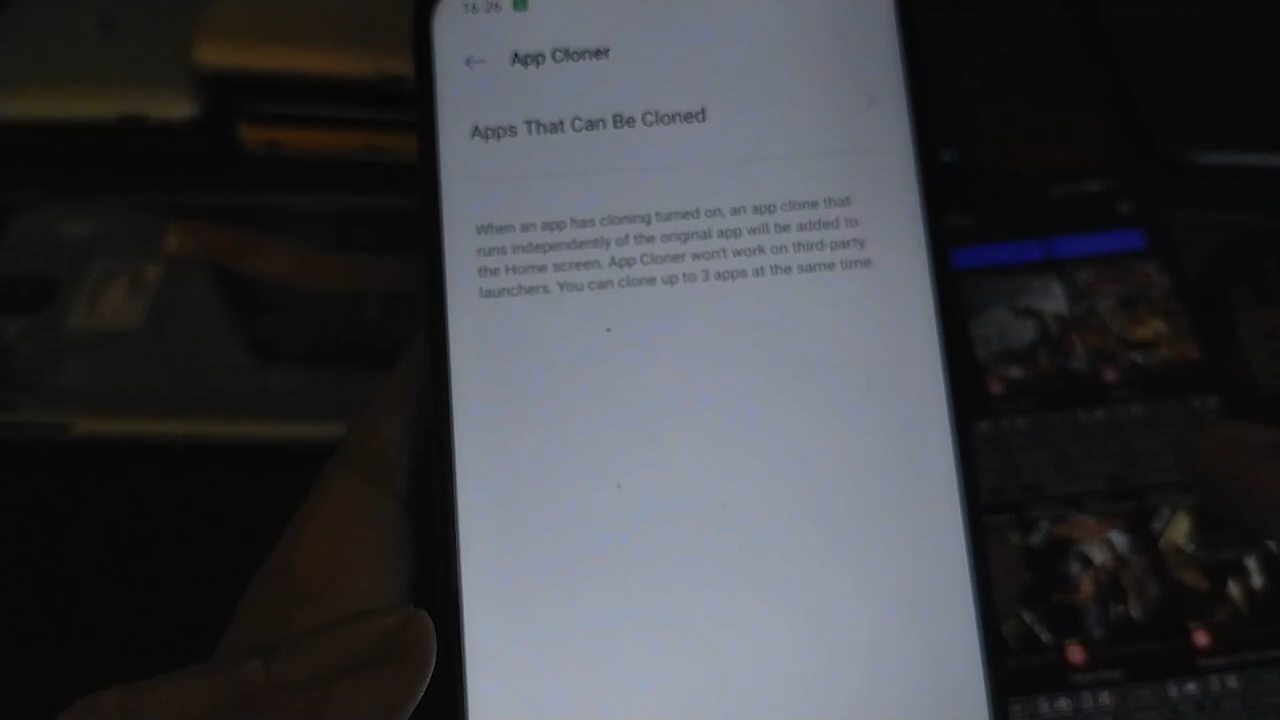 16:26
App Cloner
Apps That Can Be Cloned
When an app has cloning turned on, an app clone that
runs independently of the original app will be added to
the Home screen. App Cloner won't work on third-party
launchers. You can clone up to 3 apps at the same time.